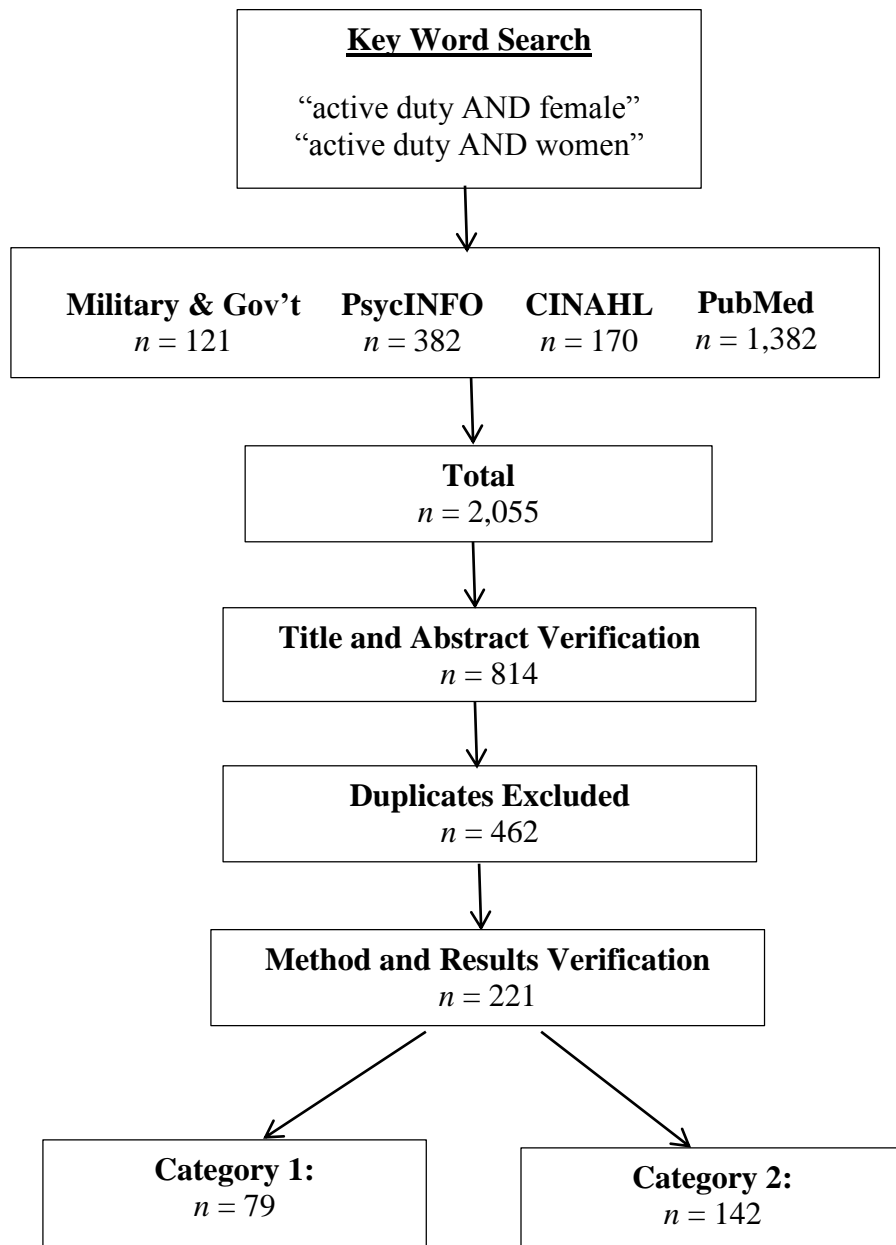 Key Word Search
“active duty AND female”
“active duty AND women”
Military & Gov’t PsycINFO CINAHL PubMed
n = 121 n = 382 n = 170 n = 1,382
Total
n = 2,055
Title and Abstract Verification
n = 814
Duplicates Excluded
n = 462
Method and Results Verification
n = 221
Category 1: Category 2:
n = 79 n = 142